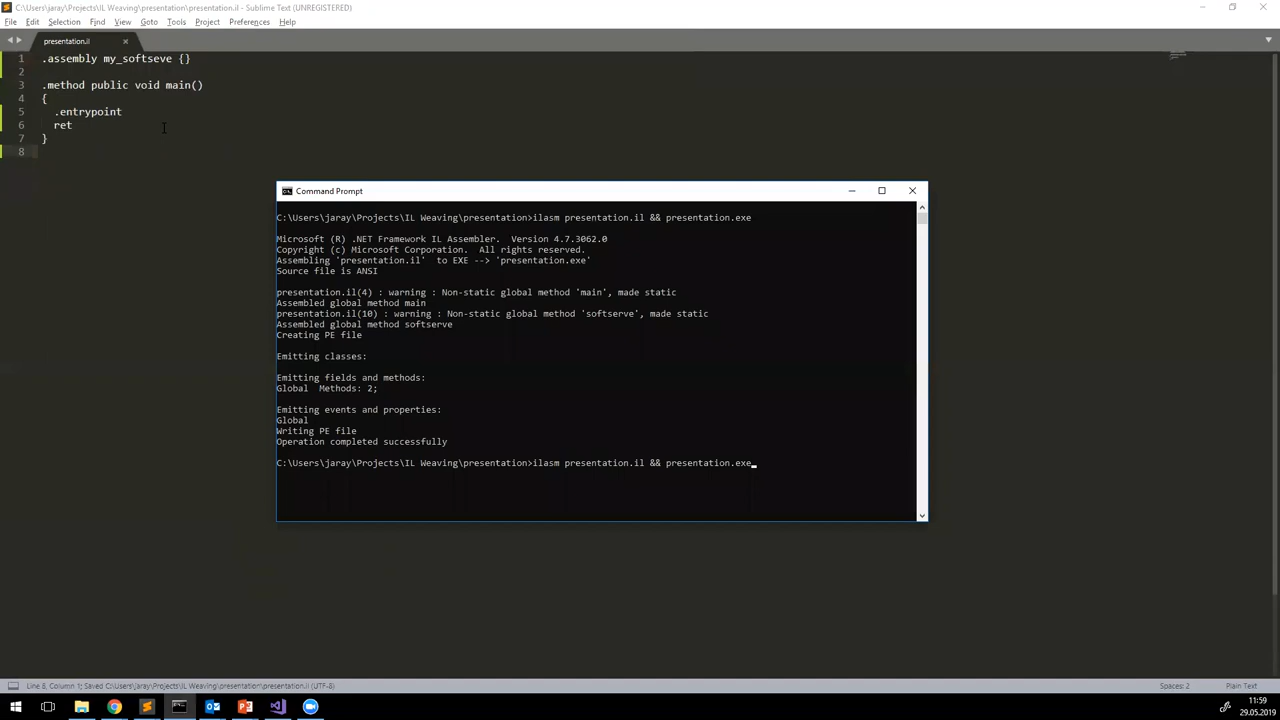 C:\Users\jaray\Projects\IL Weaving\presentation\presentation.il - Sublime Text (UNREGISTERED)
File Edit Selection Find View Goto Tools Project Preferences Help
presentation.il ×
1 .assembly my_softseve {}
2
3 .method public void main()
4 {
5 .entrypoint
6 ret
7 }
8
Command Prompt
C:\Users\jaray\Projects\IL Weaving\presentation>ilasm presentation.il && presentation.exe
Microsoft (R) .NET Framework IL Assembler. Version 4.7.3062.0
Copyright (c) Microsoft Corporation. All rights reserved.
Assembling 'presentation.il' to EXE --> 'presentation.exe'
Source file is ANSI
presentation.il(4) : warning : Non-static global method 'main', made static
Assembled global method main
presentation.il(10) : warning : Non-static global method 'softserve', made static
Assembled global method softserve
Creating PE file
Emitting classes:
Emitting fields and methods:
Global Methods: 2;
Emitting events and properties:
Global
Writing PE file
Operation completed successfully
C:\Users\jaray\Projects\IL Weaving\presentation>ilasm presentation.il && presentation.exe
Line 8, Column 1; Saved C:\Users\jaray\Projects\IL Weaving\presentation\presentation.il (UTF-8)
Spaces: 2
Plain Text
11:59
29.05.2019